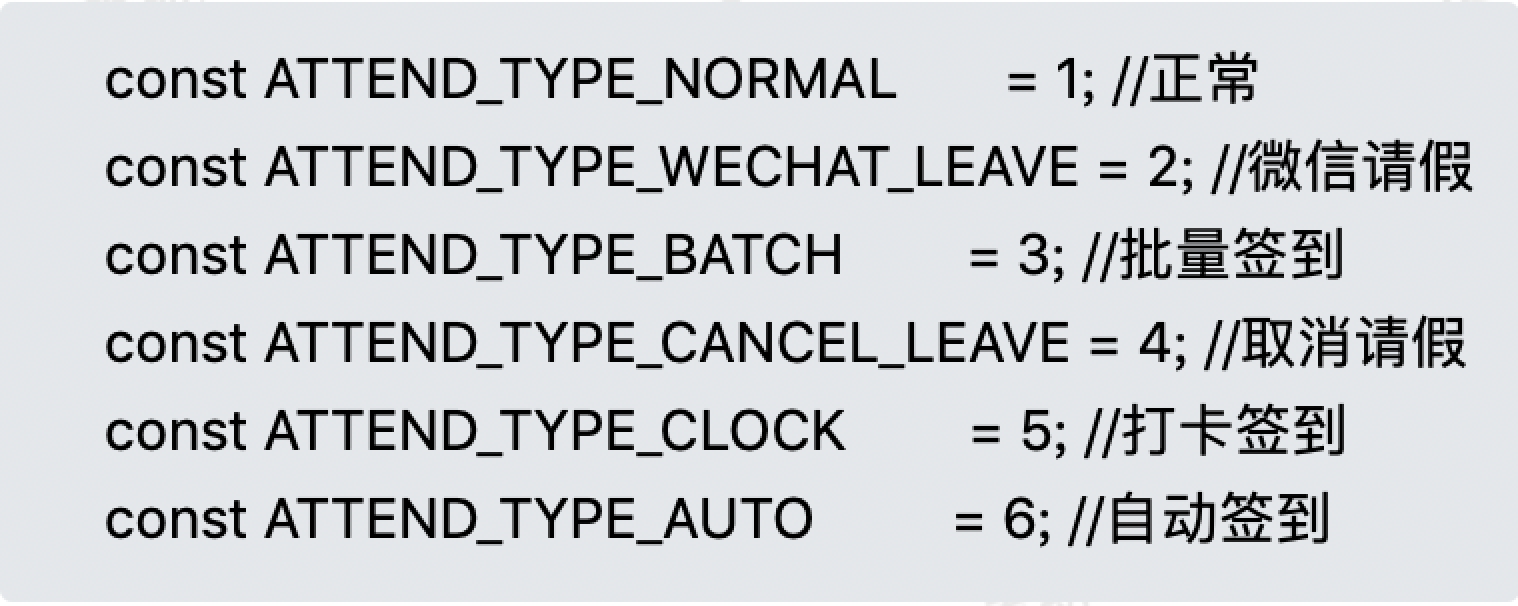 const ATTEND_TYPE_NORMAL = 1; //正常
const ATTEND_TYPE_WECHAT_LEAVE = 2; //微信请假
const ATTEND_TYPE_BATCH = 3; //批量签到
const ATTEND_TYPE_CANCEL_LEAVE = 4; //取消请假
const ATTEND_TYPE_CLOCK = 5; //打卡签到
const ATTEND_TYPE_AUTO = 6; //自动签到